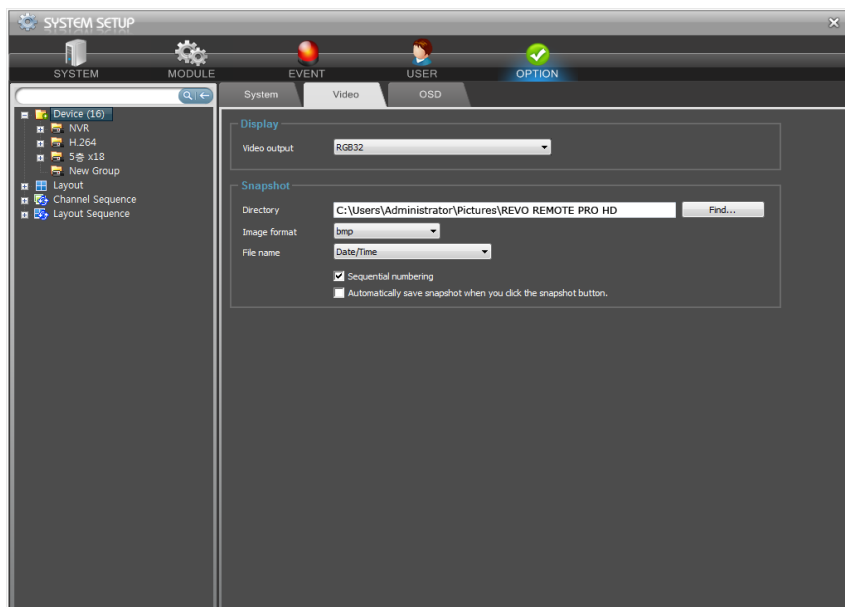 SYSTEM SETUP
SYSTEM MODULE EVENT USER OPTION
System Video OSD
Device (16)
NVR
H.264
5층 x18
New Group
Layout
Channel Sequence
Layout Sequence
Display
Video output RGB32
Snapshot
Directory C:\Users\Administrator\Pictures\REVO REMOTE PRO HD Find...
Image format bmp
File name Date/Time
Sequential numbering
Automatically save snapshot when you click the snapshot button.